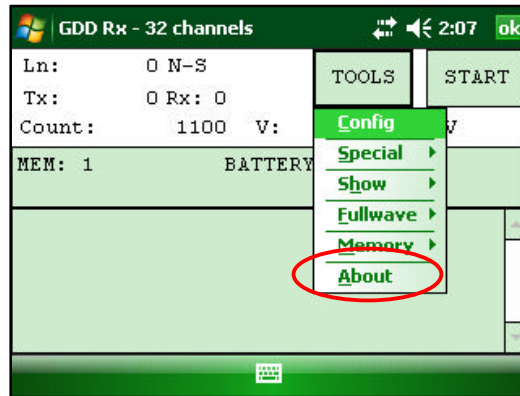 GDD Rx - 32 channels 2:07 ok
Ln: 0 N-S
TOOLS START
Tx: 0 Rx: 0
Count: 1100 V: V
Config
MEM: 1 BATTERY
Special
Show
Fullwave
Memory
About